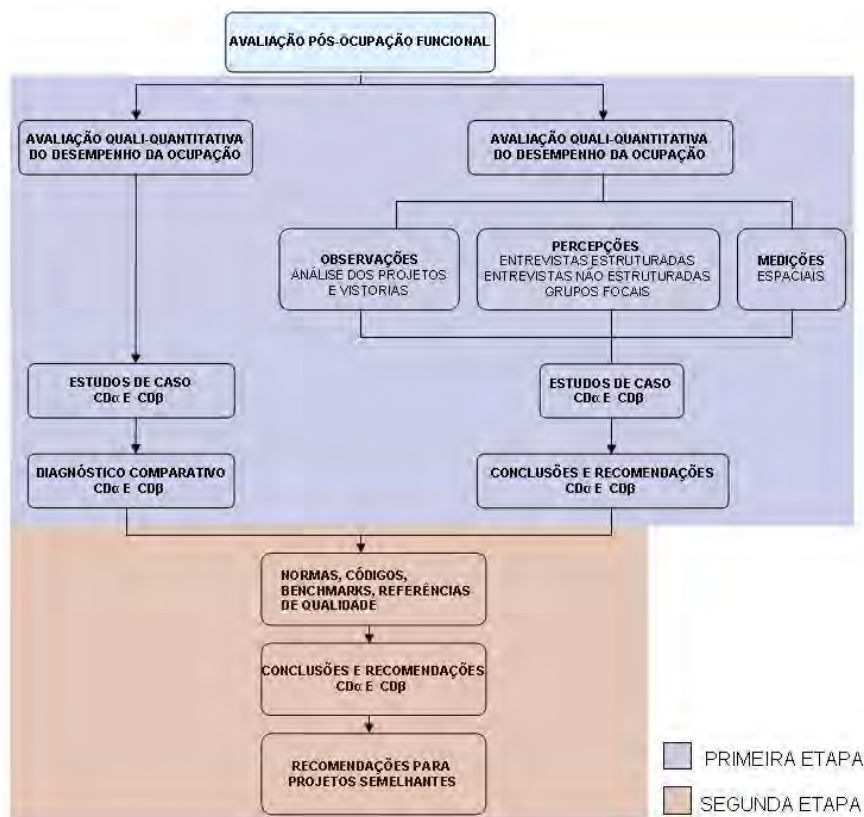 AVALIAÇÃO PÓS-OCUPAÇÃO FUNCIONAL
AVALIAÇÃO QUALI-QUANTITATIVA
DO DESEMPENHO DA OCUPAÇÃO
AVALIAÇÃO QUALI-QUANTITATIVA
DO DESEMPENHO DA OCUPAÇÃO
OBSERVAÇÕES
ANÁLISE DOS PROJETOS
E VISTORIAS
PERCEPÇÕES
ENTREVISTAS ESTRUTURADAS
ENTREVISTAS NÃO ESTRUTURADAS
GRUPOS FOCAIS
MEDIÇÕES
ESPACIAIS
ESTUDOS DE CASO
CDα E CDβ
ESTUDOS DE CASO
CDα E CDβ
DIAGNÓSTICO COMPARATIVO
CDα E CDβ
CONCLUSÕES E RECOMENDAÇÕES
CDα E CDβ
NORMAS, CÓDIGOS,
BENCHMARKS, REFERÊNCIAS
DE QUALIDADE
CONCLUSÕES E RECOMENDAÇÕES
CDα E CDβ
RECOMENDAÇÕES PARA
PROJETOS SEMELHANTES
PRIMEIRA ETAPA
SEGUNDA ETAPA